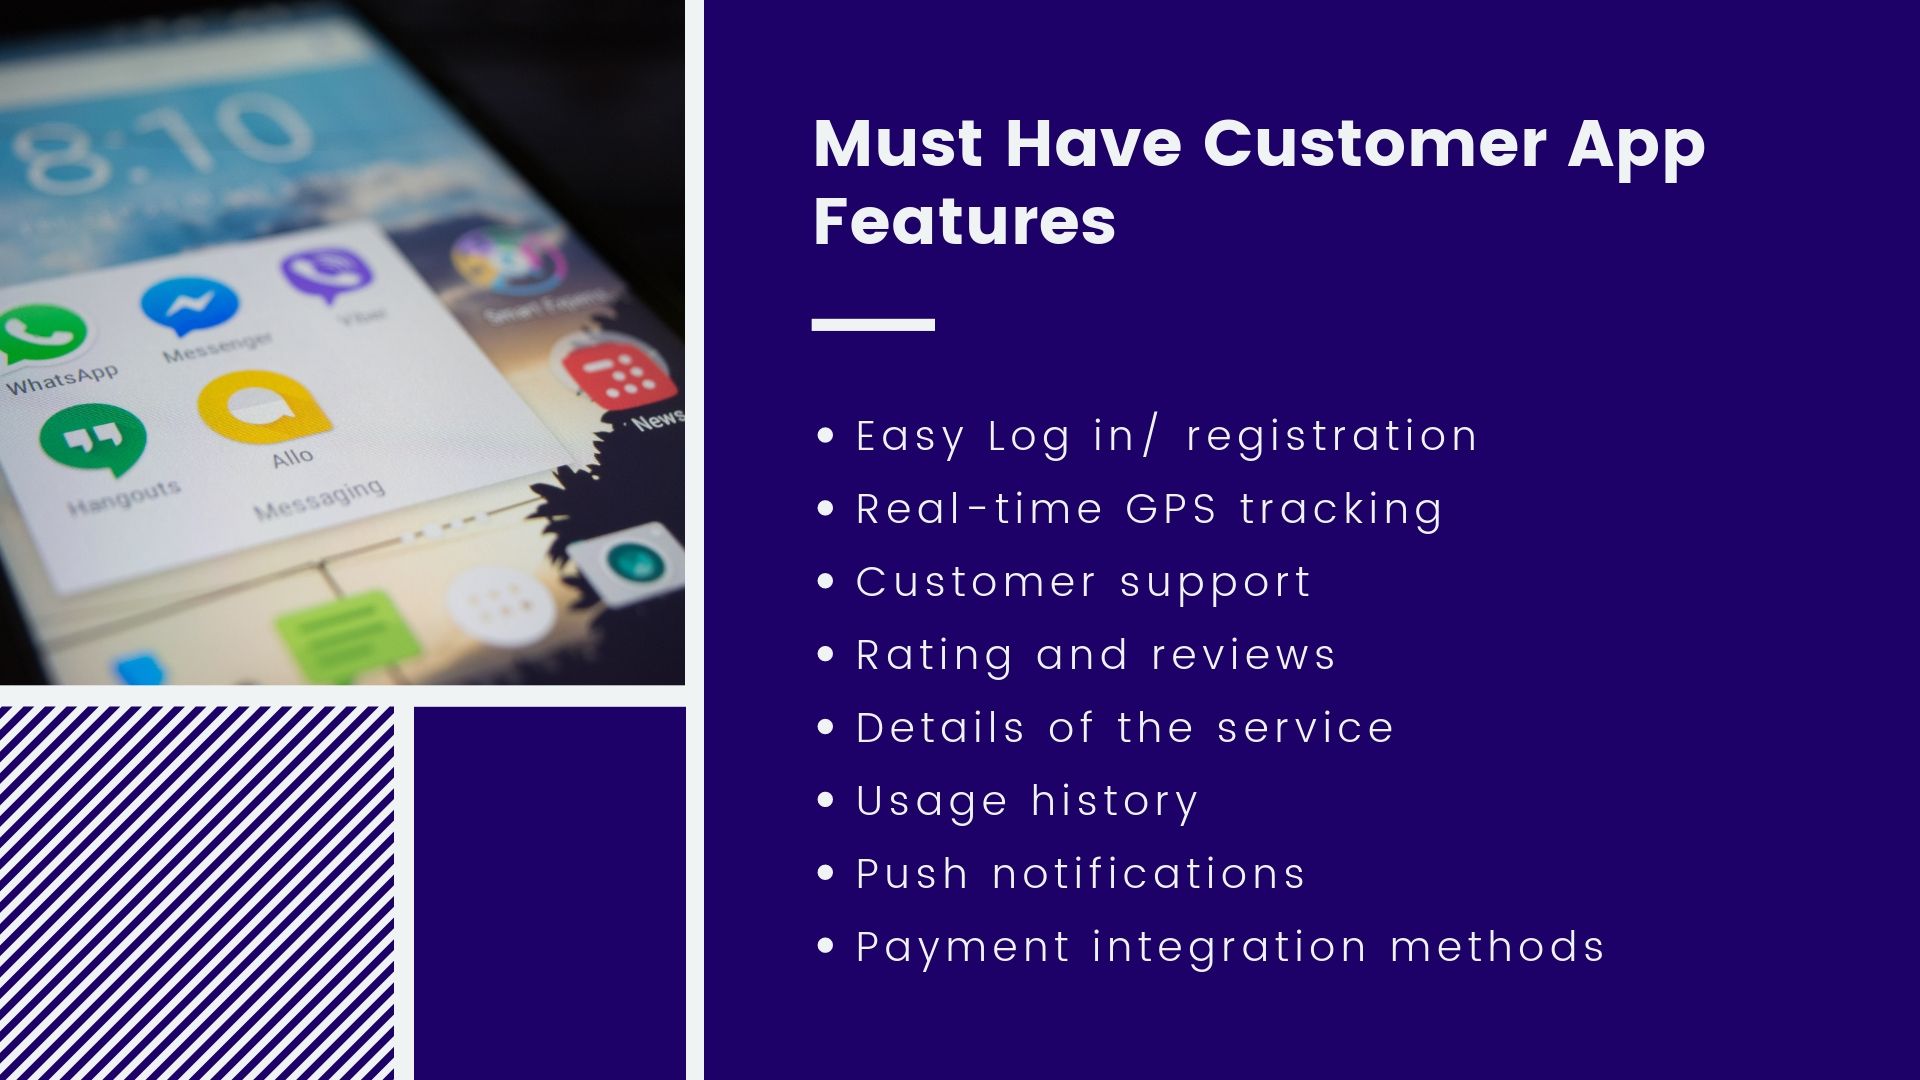 8:10
WhatsApp
Messenger
Viber
Hangouts
Allo
Messaging
News
Must Have Customer App
Features
Easy Log in/ registration
Real-time GPS tracking
Customer support
Rating and reviews
Details of the service
Usage history
Push notifications
Payment integration methods